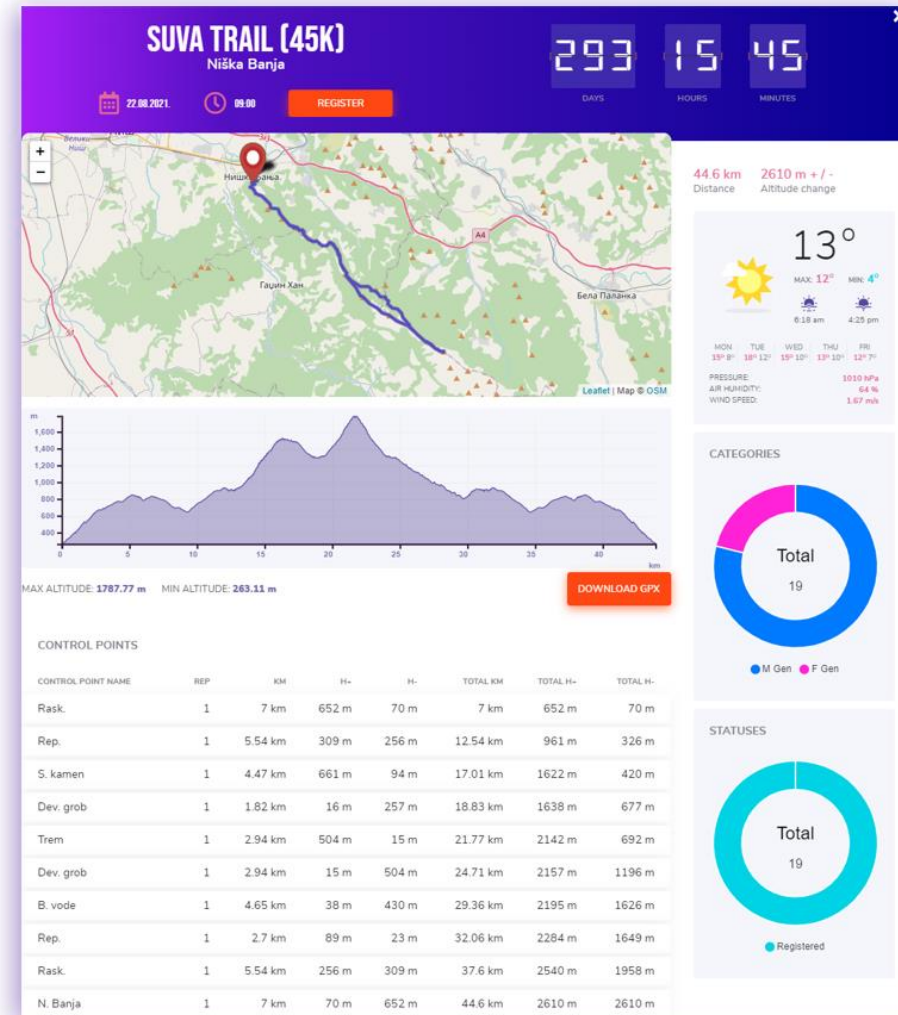 SUVA TRAIL (45K)
Niška Banja
22.08.2021.
09:00
REGISTER
293 15 45
DAYS HOURS MINUTES
+
-
Нишка Бања
Гаџин Хан
A4
Бела Паланка
Leaflet | Map © OSM
44.6 km 2610 m + / -
Distance Altitude change
13°
MAX: 12° MIN: 4°
6:18 am 4:25 pm
MON TUE WED THU FRI
15° 8° 18° 12° 15° 10° 13° 10° 12° 7°
PRESSURE: 1010 hPa
AIR HUMIDITY: 64 %
WIND SPEED: 1.67 m/s
m
1,600
1,400
1,200
1,000
800
600
400
0 5 10 15 20 25 30 35 40
km
MAX ALTITUDE: 1787.77 m MIN ALTITUDE: 263.11 m
DOWNLOAD GPX
CATEGORIES
Total
19
M Gen F Gen
STATUSES
Total
19
Registered
CONTROL POINTS
CONTROL POINT NAME REP KM H+ H- TOTAL KM TOTAL H+ TOTAL H-
Rask. 1 7 km 652 m 70 m 7 km 652 m 70 m
Rep. 1 5.54 km 309 m 256 m 12.54 km 961 m 326 m
S. kamen 1 4.47 km 661 m 94 m 17.01 km 1622 m 420 m
Dev. grob 1 1.82 km 16 m 257 m 18.83 km 1638 m 677 m
Trem 1 2.94 km 504 m 15 m 21.77 km 2142 m 692 m
Dev. grob 1 2.94 km 15 m 504 m 24.71 km 2157 m 1196 m
B. vode 1 4.65 km 38 m 430 m 29.36 km 2195 m 1626 m
Rep. 1 2.7 km 89 m 23 m 32.06 km 2284 m 1649 m
Rask. 1 5.54 km 256 m 309 m 37.6 km 2540 m 1958 m
N. Banja 1 7 km 70 m 652 m 44.6 km 2610 m 2610 m